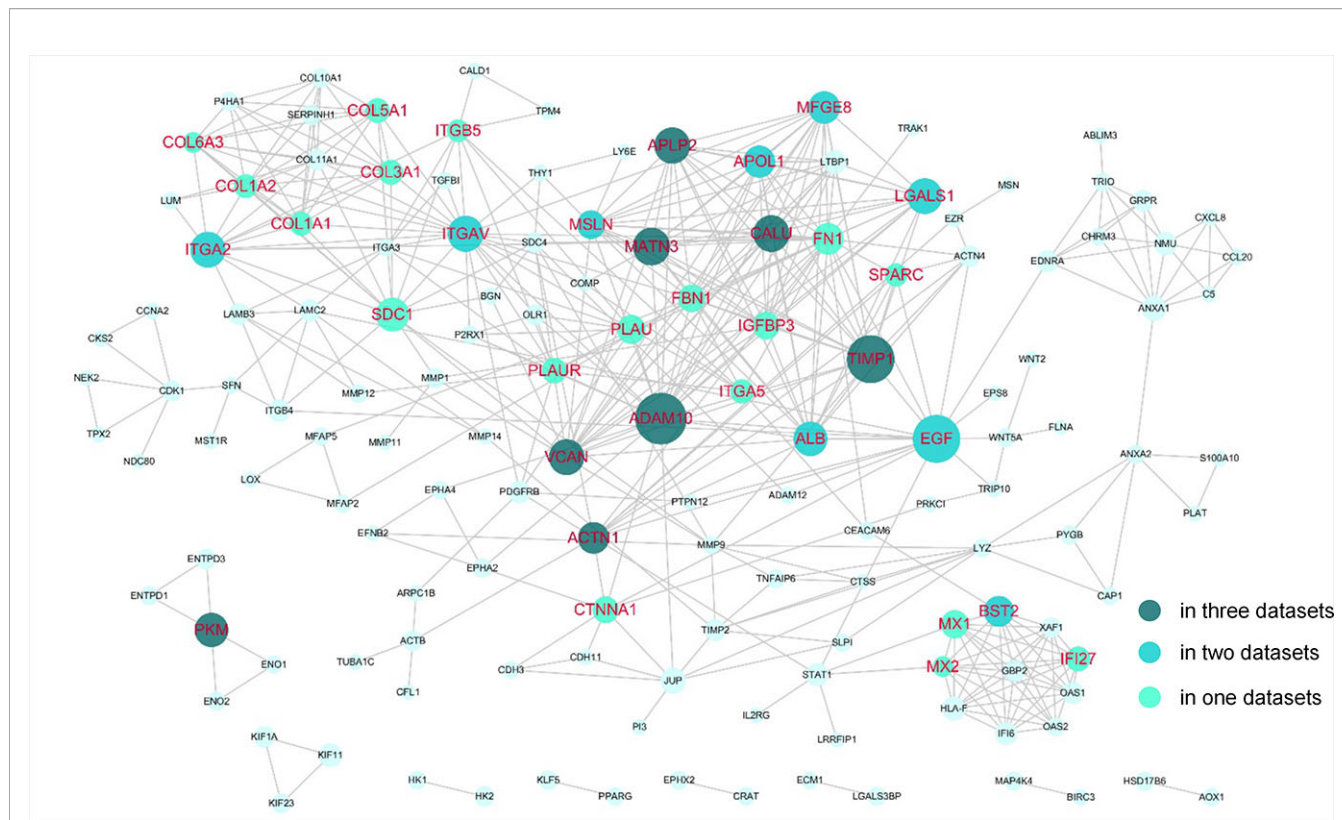 COL10A1
CALD1
P4HA1
COL5A1
MFGE8
SERPINH1
TPM4
ITGB5
TRAK1
COL6A3
APLP2
ABLIM3
LY6E
COL11A1
APOL1
LTBP1
COL3A1
THY1
COL1A2
TGFBI
TRIO
MSN
LGALS1
LUM
GRPR
COL1A1
MSLN
CXCL8
EZR
ITGAV
CALU
CHRM3
FN1
NMU
ITGA2
ITGA3
SDC4
MATN3
ACTN4
CCL20
EDNRA
SPARC
COMP
BGN
FBN1
C5
ANXA1
LAMB3
LAMC2
SDC1
OLR1
CCNA2
P2RX1
PLAU
IGFBP3
CKS2
TIMP1
WNT2
NEK2
PLAUR
MMP1
CDK1
SFN
MMP12
ITGA5
EPS8
ITGB4
ADAM10
TPX2
MFAP5
MMP14
ALB
EGF
FLNA
MST1R
MMP11
WNT5A
NDC80
VCAN
ANXA2
S100A10
LOX
EPHA4
PDGFRB
ADAM12
TRIP10
MFAP2
PTPN12
PRKCI
PLAT
EFNB2
ACTN1
CEACAM6
PYGB
MMP9
LYZ
ENTPD3
EPHA2
TNFAIP6
CTSS
ENTPD1
ARPC1B
CAP1
CTNNA1
BST2
in three datasets
PKM
MX1
XAF1
TIMP2
ACTB
SLPI
in two datasets
TUBA1C
ENO1
CDH11
MX2
IFI27
CDH3
GBP2
JUP
STAT1
OAS1
CFL1
in one datasets
ENO2
HLA-F
IL2RG
PI3
OAS2
IFI6
KIF1A
LRRFIP1
KIF11
HK1
KLF5
EPHX2
ECM1
MAP4K4
HSD17B6
KIF23
HK2
PPARG
CRAT
LGALS3BP
BIRC3
AOX1